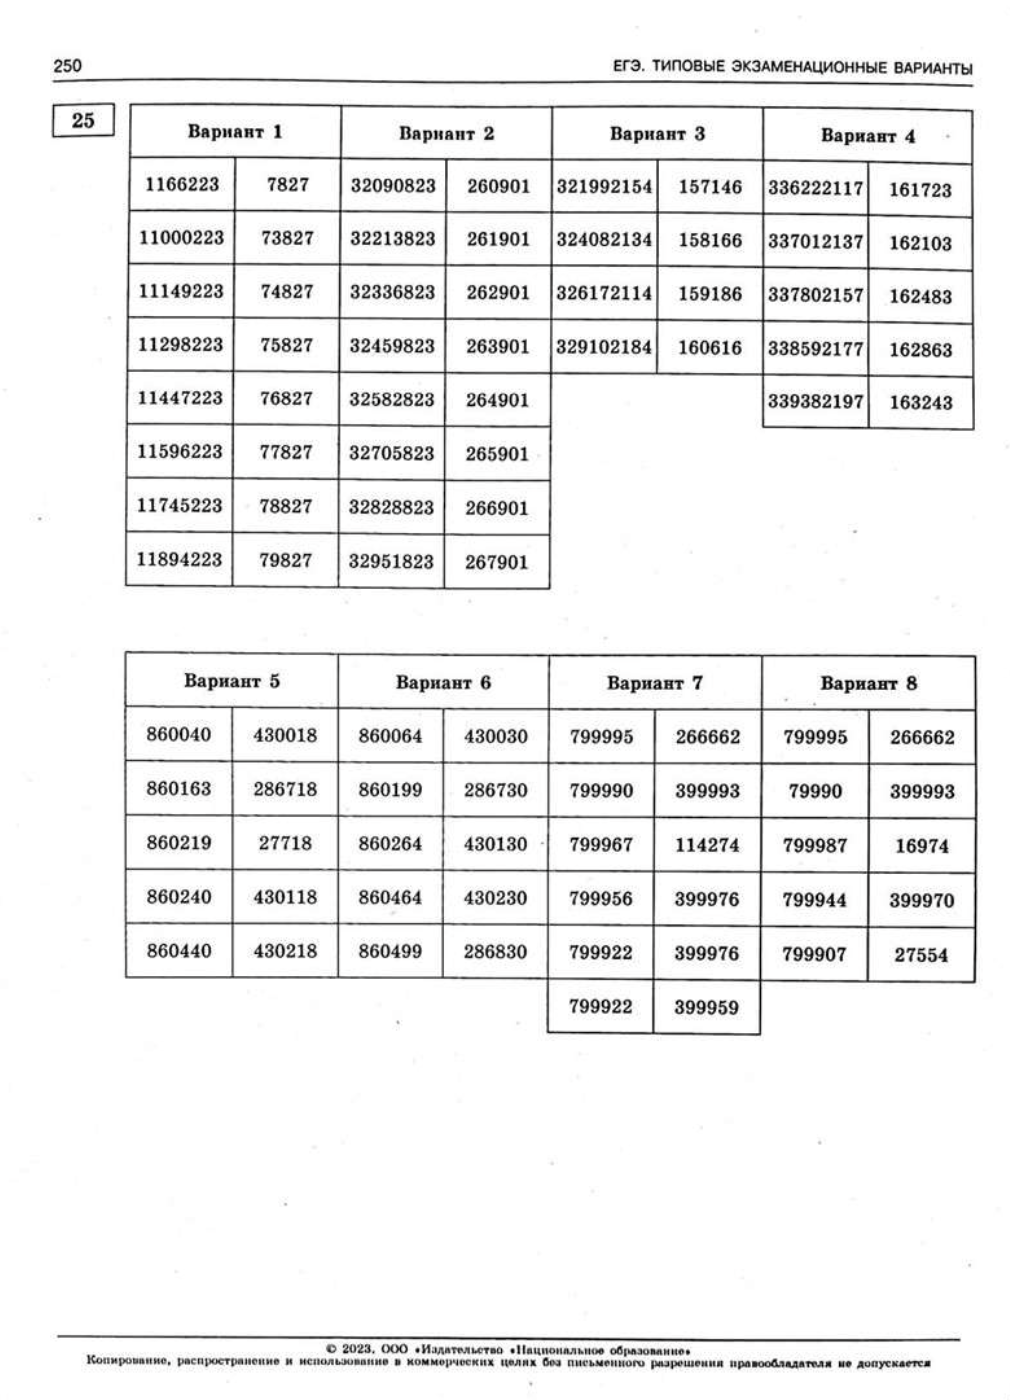 250
ЕГЭ. ТИПОВЫЕ ЭКЗАМЕНАЦИОННЫЕ ВАРИАНТЫ
25
Вариант 1 Вариант 2 Вариант 3 Вариант 4
1166223 7827 32090823 260901 321992154 157146 336222117 161723
11000223 73827 32213823 261901 324082134 158166 337012137 162103
11149223 74827 32336823 262901 326172114 159186 337802157 162483
11298223 75827 32459823 263901 329102184 160616 338592177 162863
11447223 76827 32582823 264901 339382197 163243
11596223 77827 32705823 265901
11745223 78827 32828823 266901
11894223 79827 32951823 267901
Вариант 5 Вариант 6 Вариант 7 Вариант 8
860040 430018 860064 430030 799995 266662 799995 266662
860163 286718 860199 286730 799990 399993 79990 399993
860219 27718 860264 430130 799967 114274 799987 16974
860240 430118 860464 430230 799956 399976 799944 399970
860440 430218 860499 286830 799922 399976 799907 27554
799922 399959
© 2023. ООО «Издательство «Национальное образование»
Копирование, распространение и использование в коммерческих целях без письменного разрешения правообладателя не допускается